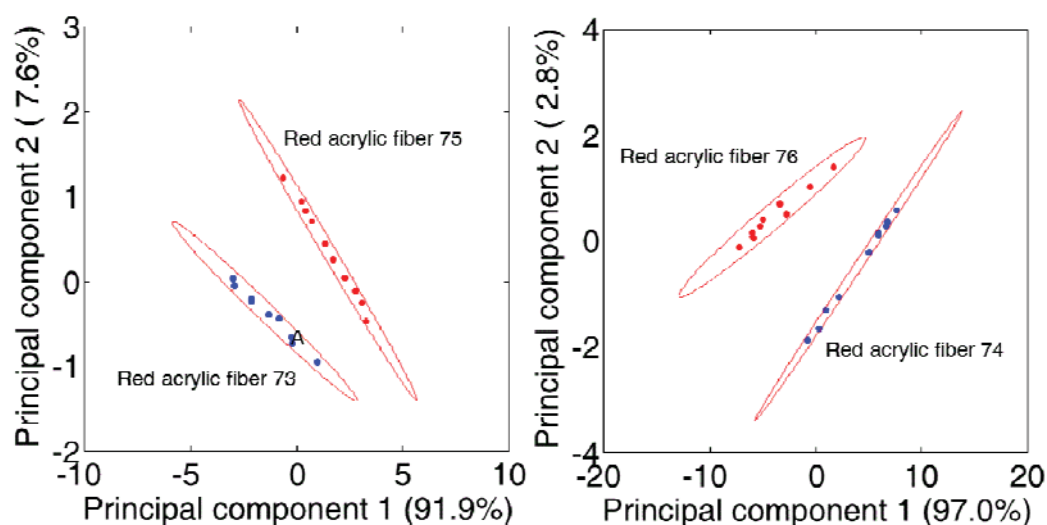 3
2
1
0
-1
-2
-10
-5
0
5
10
Principal component 2 ( 7.6%)
Principal component 1 (91.9%)
Red acrylic fiber 75
A
Red acrylic fiber 73
4
2
0
-2
-4
-20
-10
0
10
20
Principal component 2 ( 2.8%)
Principal component 1 (97.0%)
Red acrylic fiber 76
Red acrylic fiber 74